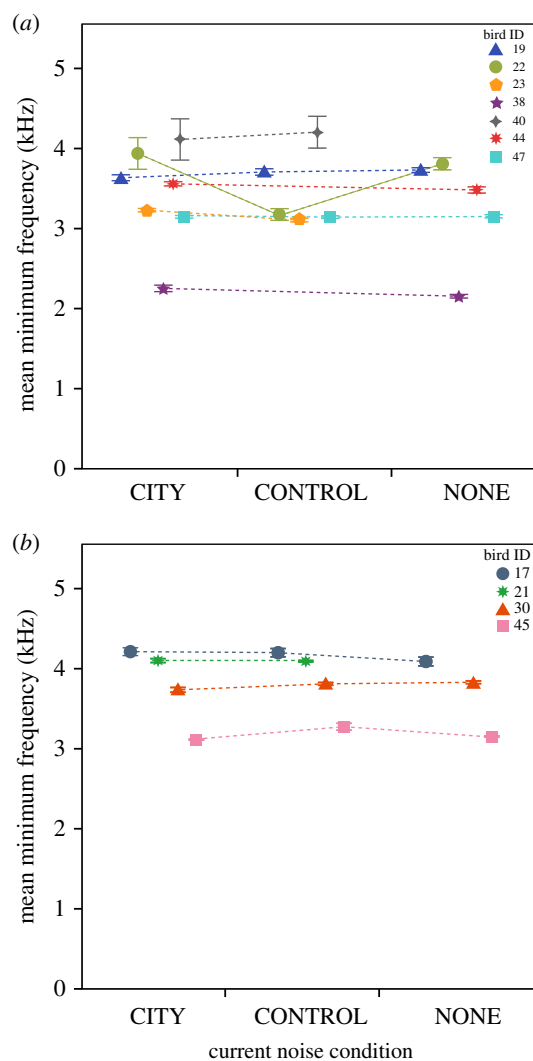 (a)
bird ID
19
22
23
38
40
44
47
5
4
3
2
1
0
mean minimum frequency (kHz)
CITY CONTROL NONE
(b)
bird ID
17
21
30
45
5
4
3
2
1
0
mean minimum frequency (kHz)
CITY CONTROL NONE
current noise condition